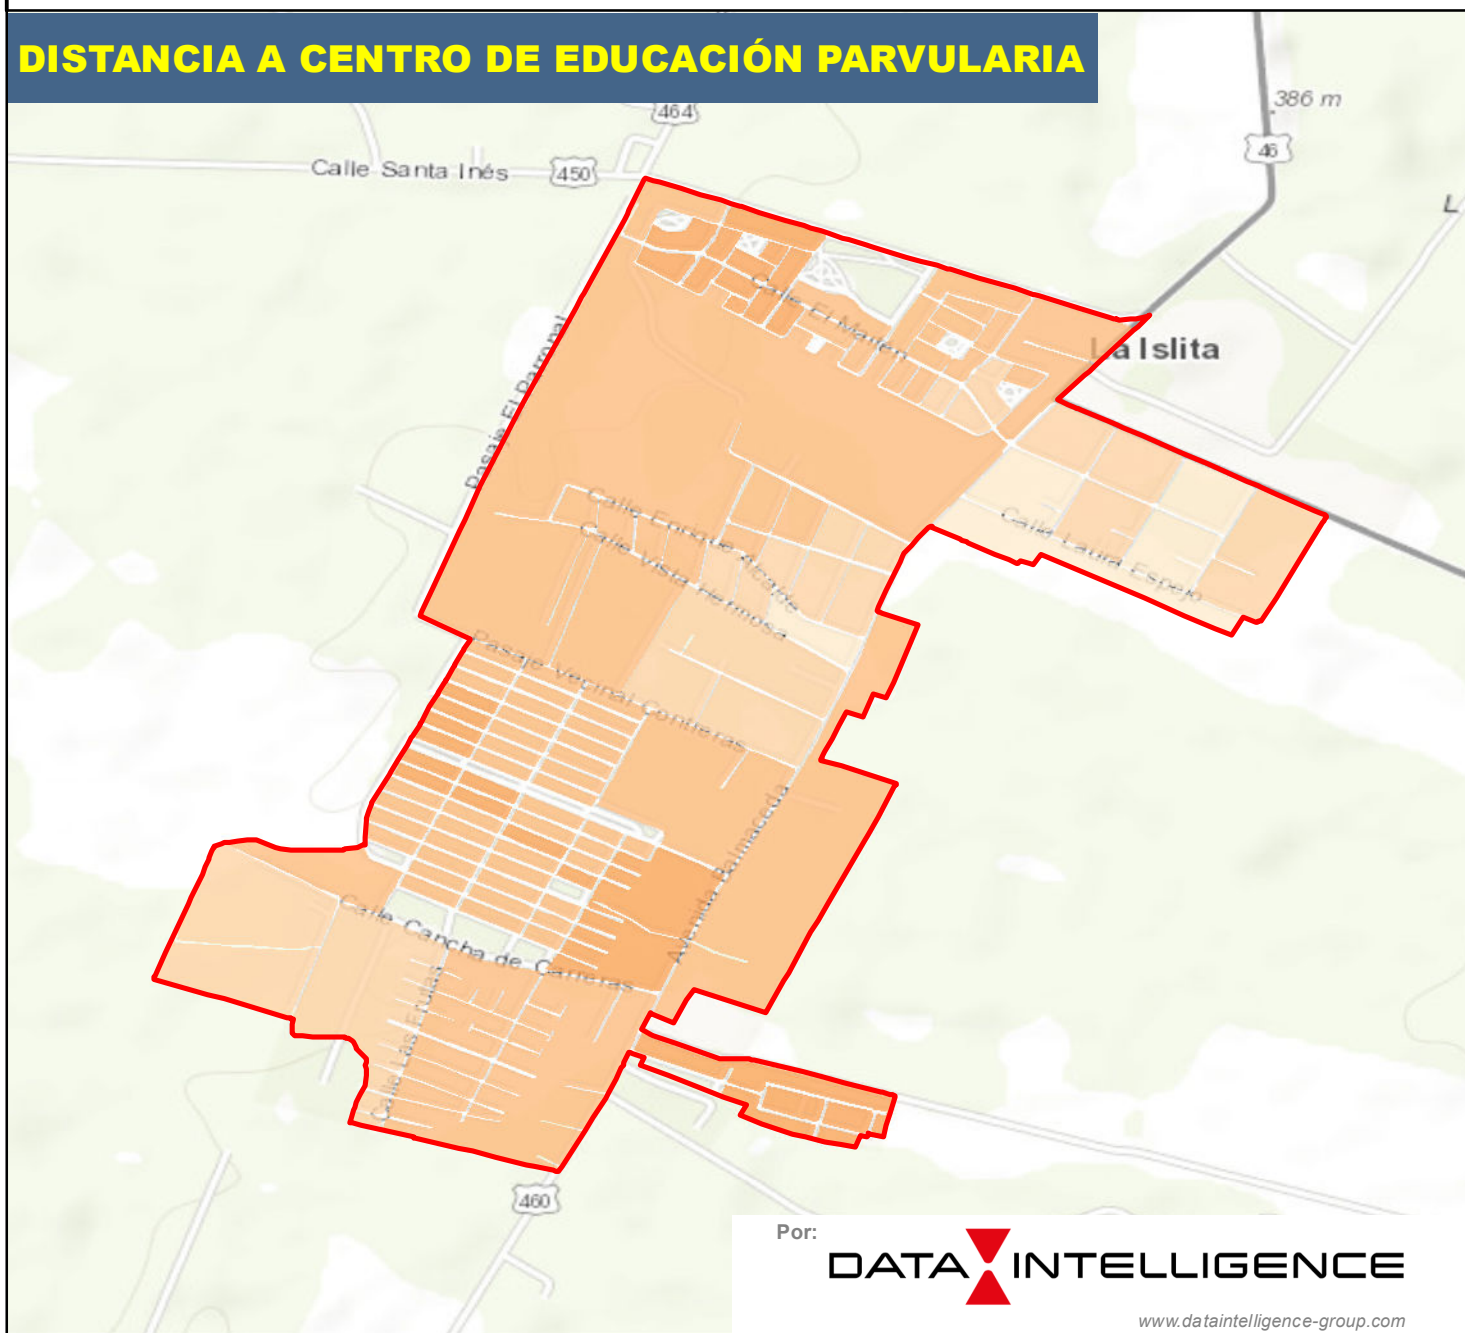 DISTANCIA A CENTRO DE EDUCACIÓN PARVULARIA
386 m
464
46
Calle Santa Inés
450
L
Calle El Maitén
La Islita
Pasaje El Parronal
Calle Enrique Alcalde
Calle Laura Espejo
Calle Vista Hermosa
Pasaje Vecinal Contreras
Avenida Balmaceda
Calle Cancha de Carreras
Calle Las Frutas
460
Por:
DATA INTELLIGENCE
www.dataintelligence-group.com